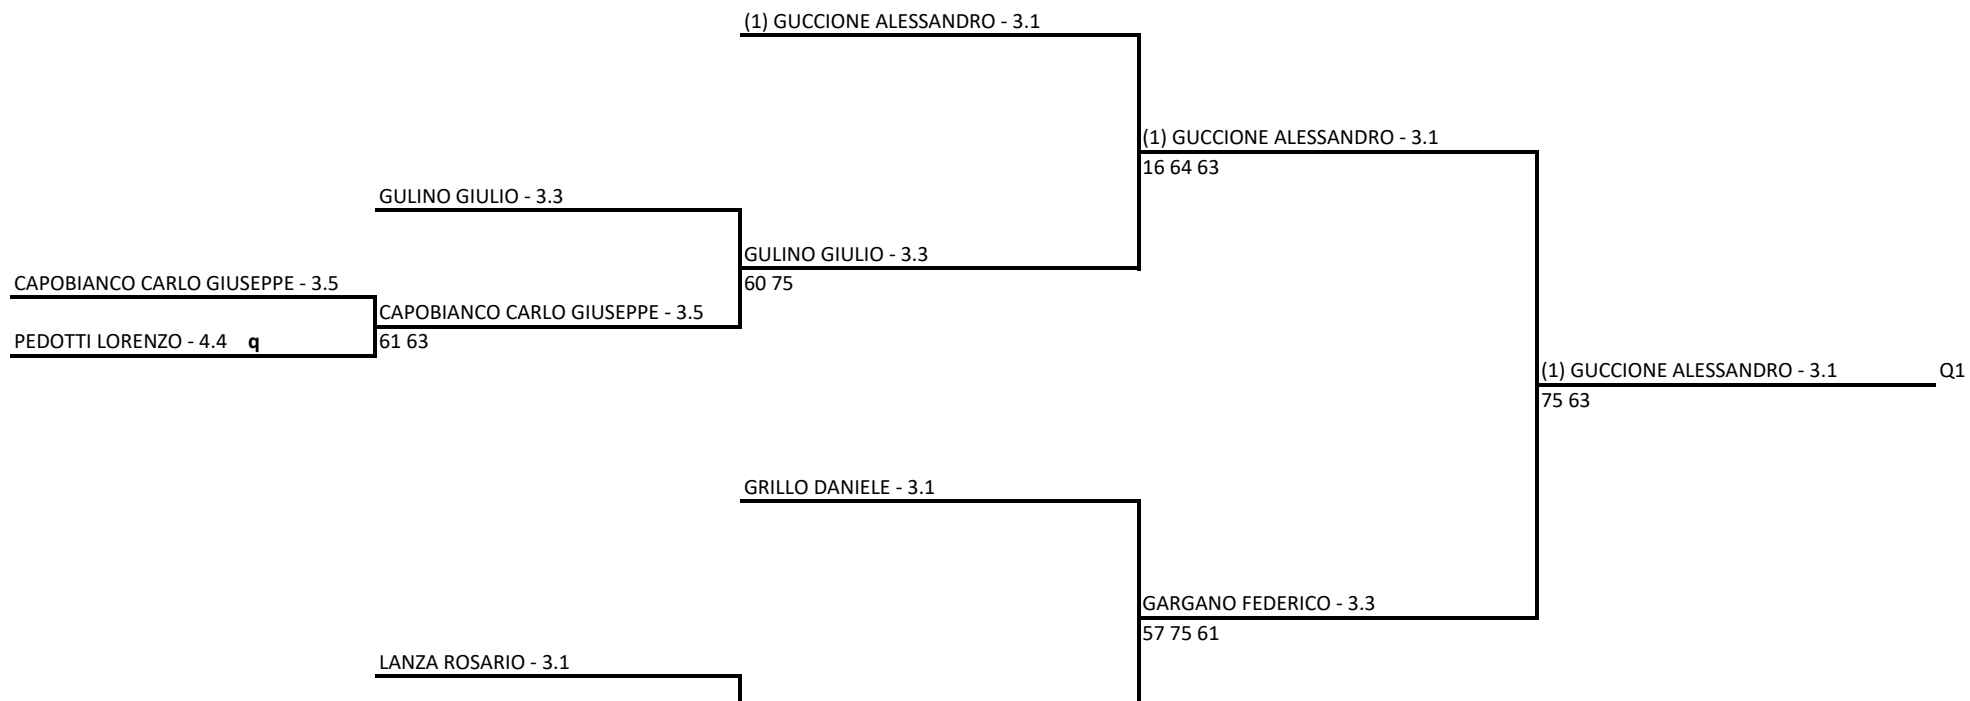 (1) GUCCIONE ALESSANDRO - 3.1
(1) GUCCIONE ALESSANDRO - 3.1
16 64 63
GULINO GIULIO - 3.3
GULINO GIULIO - 3.3
60 75
CAPOBIANCO CARLO GIUSEPPE - 3.5
CAPOBIANCO CARLO GIUSEPPE - 3.5
61 63
PEDOTTI LORENZO - 4.4 q
(1) GUCCIONE ALESSANDRO - 3.1 Q1
75 63
GRILLO DANIELE - 3.1
GARGANO FEDERICO - 3.3
57 75 61
LANZA ROSARIO - 3.1